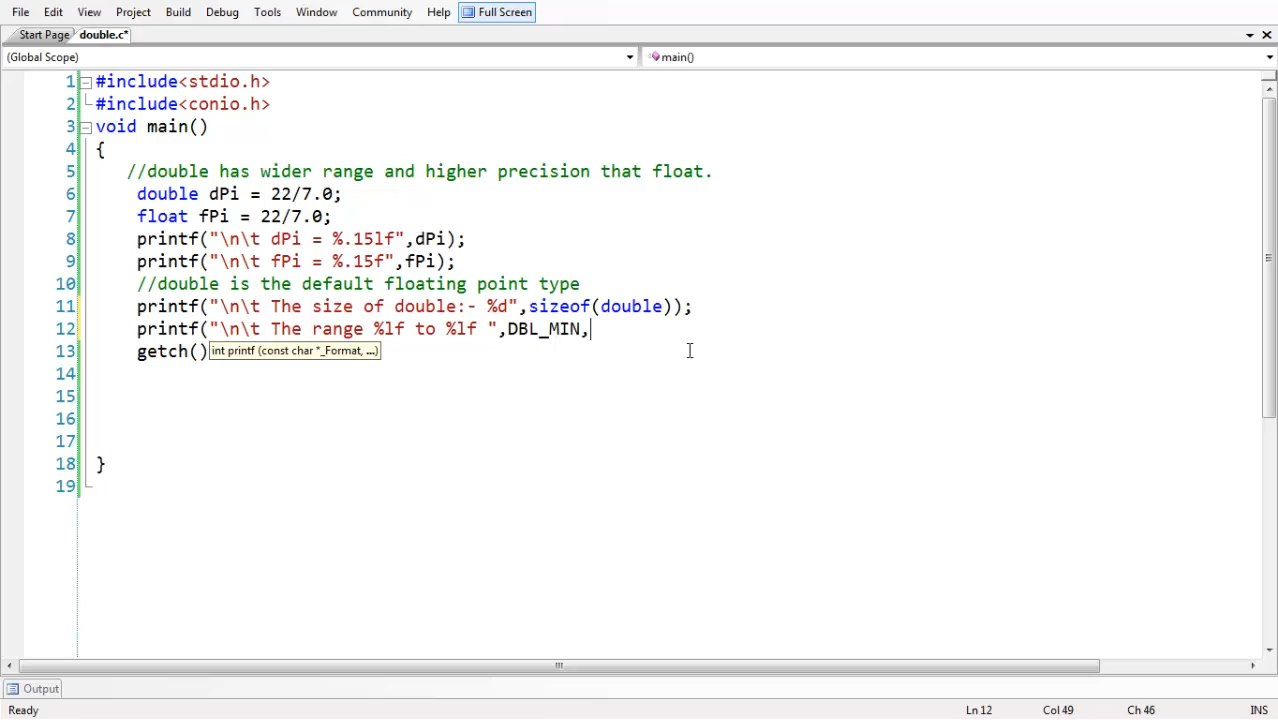 File Edit View Project Build Debug Tools Window Community Help Full Screen
Start Page double.c*
(Global Scope) main()
1 #include<stdio.h>
2 #include<conio.h>
3 void main()
4 {
5 //double has wider range and higher precision that float.
6 double dPi = 22/7.0;
7 float fPi = 22/7.0;
8 printf("\n\t dPi = %.15lf",dPi);
9 printf("\n\t fPi = %.15f",fPi);
10 //double is the default floating point type
11 printf("\n\t The size of double:- %d",sizeof(double));
12 printf("\n\t The range %lf to %lf ",DBL_MIN,
13 getch() int printf (const char *_Format, ...)
14
15
16
17
18 }
19
Output
Ready Ln 12 Col 49 Ch 46 INS